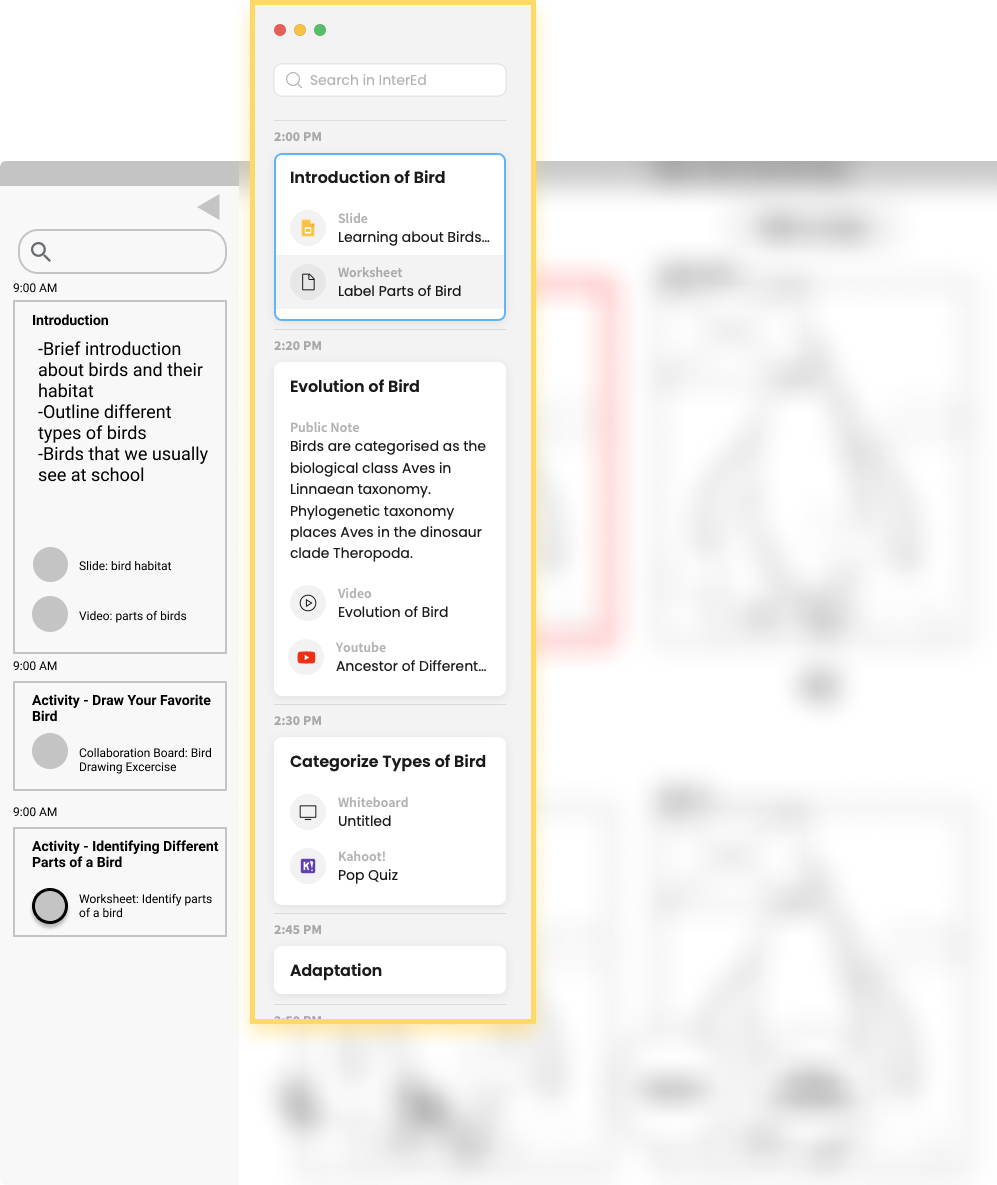 9:00 AM
Introduction
-Brief introduction
about birds and their
habitat
-Outline different
types of birds
-Birds that we usually
see at school
Slide: bird habitat
Video: parts of birds
9:00 AM
Activity - Draw Your Favorite
Bird
Collaboration Board: Bird
Drawing Excercise
9:00 AM
Activity - Identifying Different
Parts of a Bird
Worksheet: Identify parts
of a bird
Search in InterEd
2:00 PM
Introduction of Bird
Slide
Learning about Birds…
Worksheet
Label Parts of Bird
2:20 PM
Evolution of Bird
Public Note
Birds are categorised as the
biological class Aves in
Linnaean taxonomy.
Phylogenetic taxonomy
places Aves in the dinosaur
clade Theropoda.
Video
Evolution of Bird
Youtube
Ancestor of Different…
2:30 PM
Categorize Types of Bird
Whiteboard
Untitled
K!
Kahoot!
Pop Quiz
2:45 PM
Adaptation